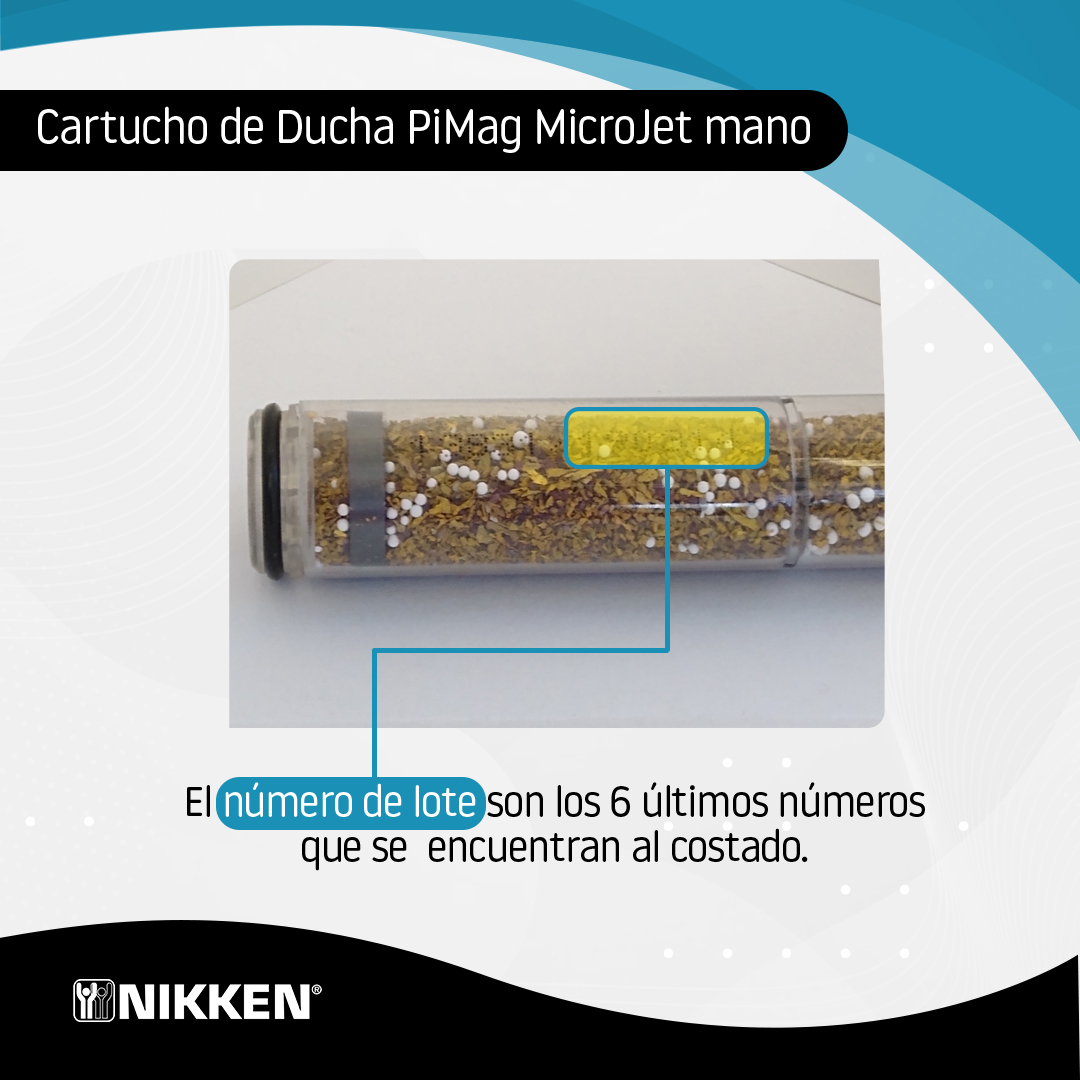 Cartucho de Ducha PiMag MicroJet mano
El número de lote son los 6 últimos números
que se encuentran al costado.
NIKKEN®